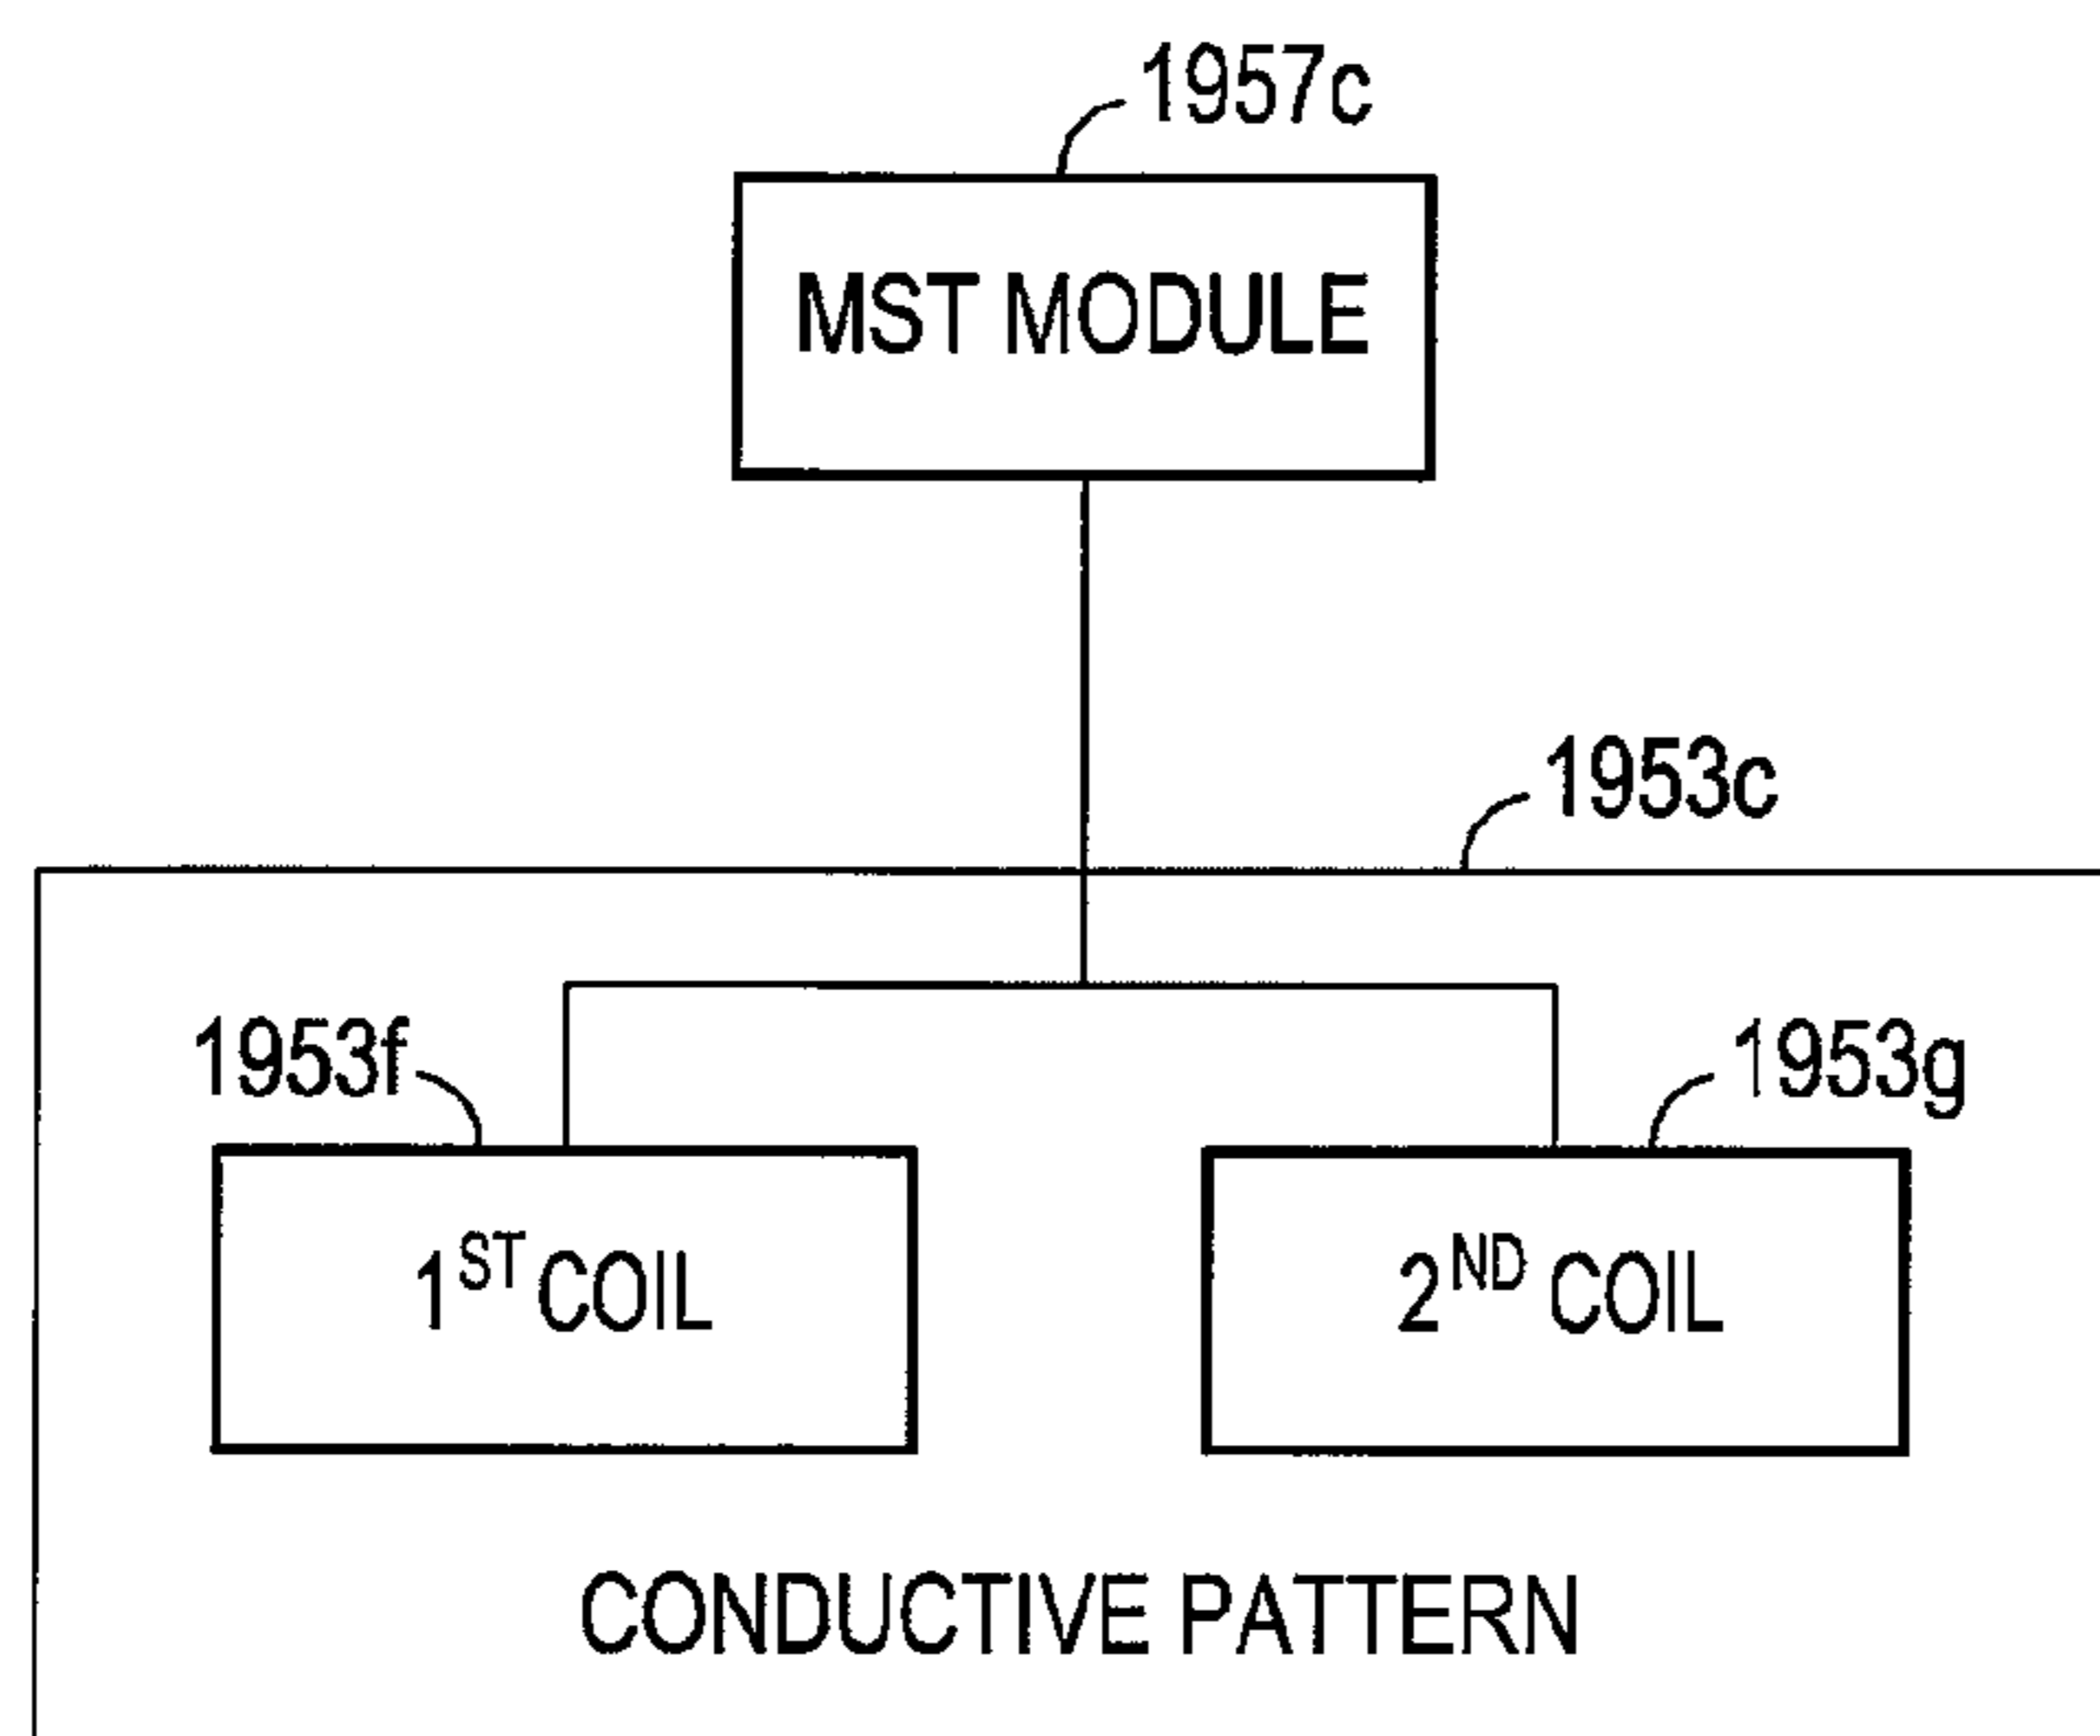 1957c
MST MODULE
1953c
1953f
1953g
1ST COIL
2ND COIL
CONDUCTIVE PATTERN